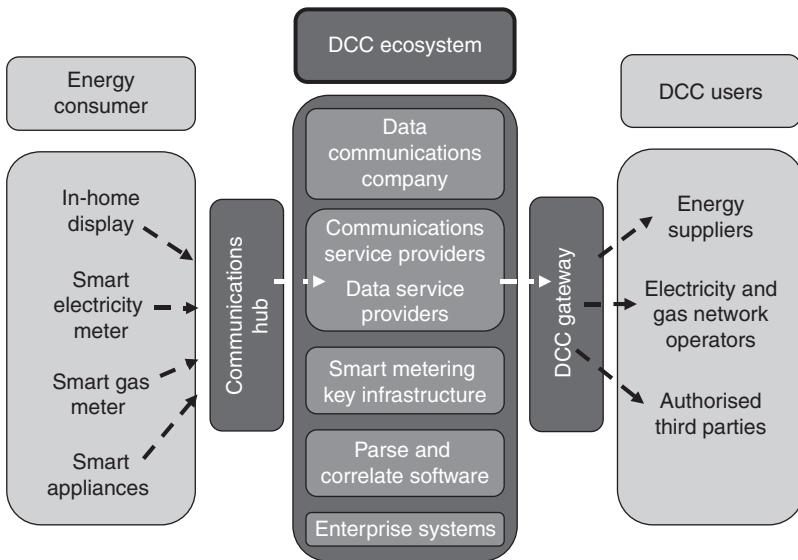 Energy
consumer
In-home
display
Smart
electricity
meter
Smart gas
meter
Smart
appliances
Communications
hub
DCC ecosystem
Data
communications
company
Communications
service providers
Data service
providers
Smart metering
key infrastructure
Parse and
correlate software
Enterprise systems
DCC gateway
DCC users
Energy
suppliers
Electricity and
gas network
operators
Authorised
third parties